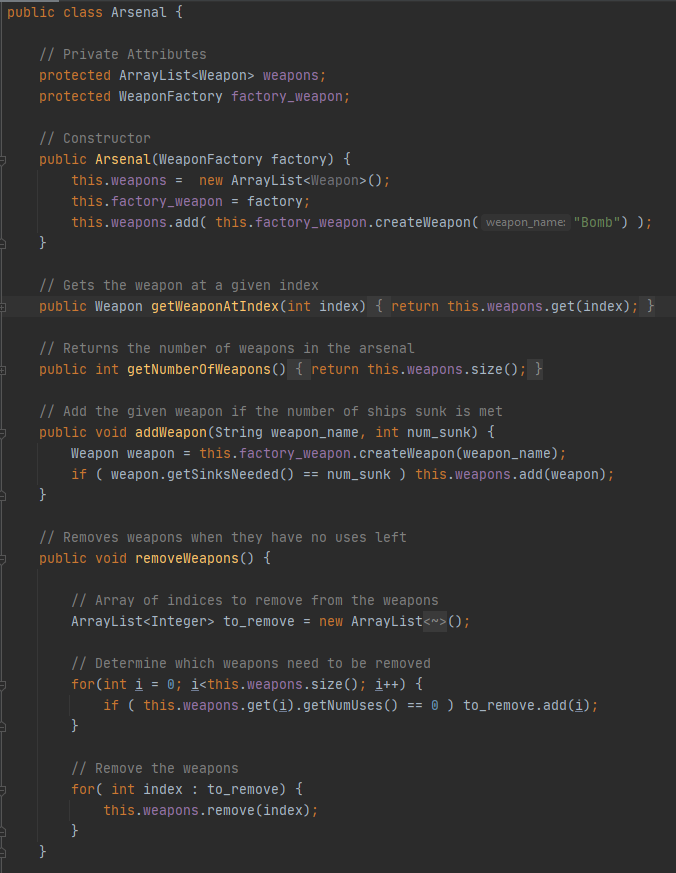 public class Arsenal {
// Private Attributes
protected ArrayList<Weapon> weapons;
protected WeaponFactory factory_weapon;
// Constructor
public Arsenal(WeaponFactory factory) {
this.weapons =  new ArrayList<Weapon>();
this.factory_weapon = factory;
this.weapons.add( this.factory_weapon.createWeapon( weapon_name: "Bomb") );
}
// Gets the weapon at a given index
public Weapon getWeaponAtIndex(int index) { return this.weapons.get(index); }
// Returns the number of weapons in the arsenal
public int getNumberOfWeapons() { return this.weapons.size(); }
// Add the given weapon if the number of ships sunk is met
public void addWeapon(String weapon_name, int num_sunk) {
Weapon weapon = this.factory_weapon.createWeapon(weapon_name);
if ( weapon.getSinksNeeded() == num_sunk ) this.weapons.add(weapon);
}
// Removes weapons when they have no uses left
public void removeWeapons() {
// Array of indices to remove from the weapons
ArrayList<Integer> to_remove = new ArrayList<~>();
// Determine which weapons need to be removed
for(int i = 0; i<this.weapons.size(); i++) {
if ( this.weapons.get(i).getNumUses() == 0 ) to_remove.add(i);
}
// Remove the weapons
for( int index : to_remove) {
this.weapons.remove(index);
}
}